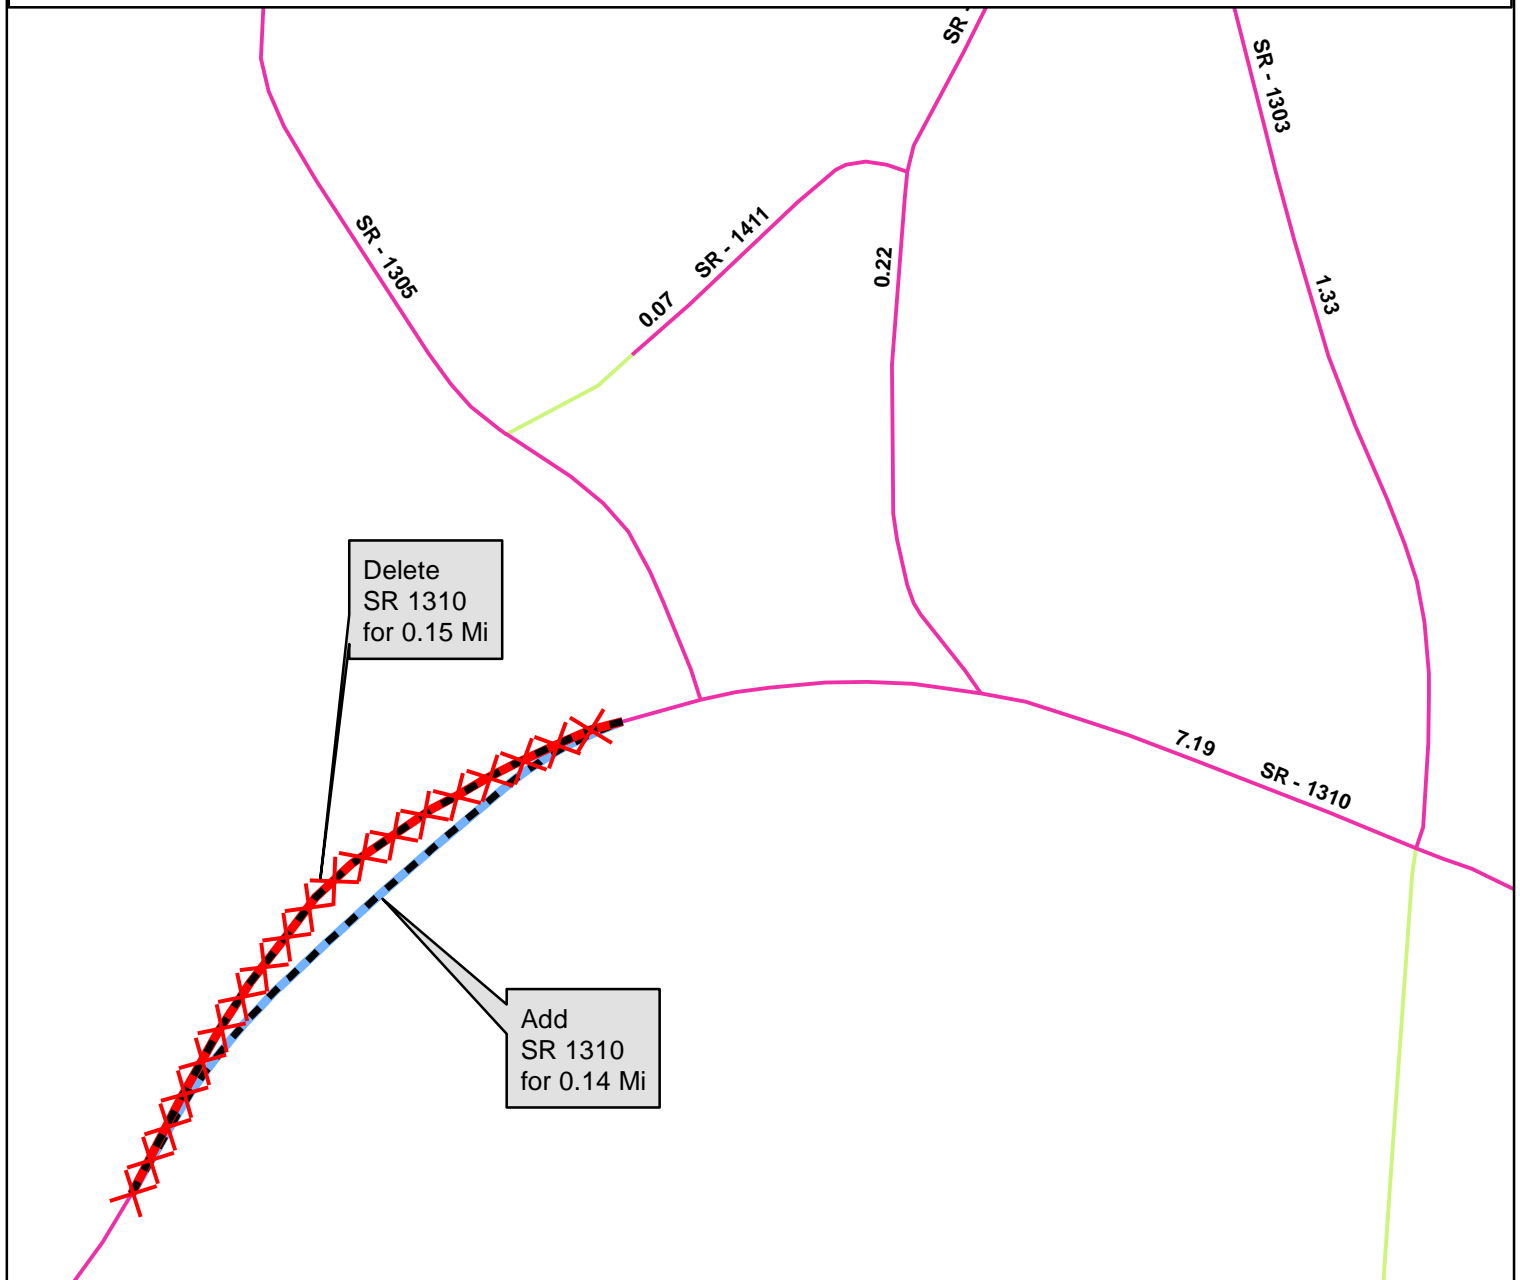 SR -
SR - 1303
SR - 1305
SR - 1411
0.07
0.22
1.33
Delete
SR 1310
for 0.15 Mi
7.19
SR - 1310
Add
SR 1310
for 0.14 Mi